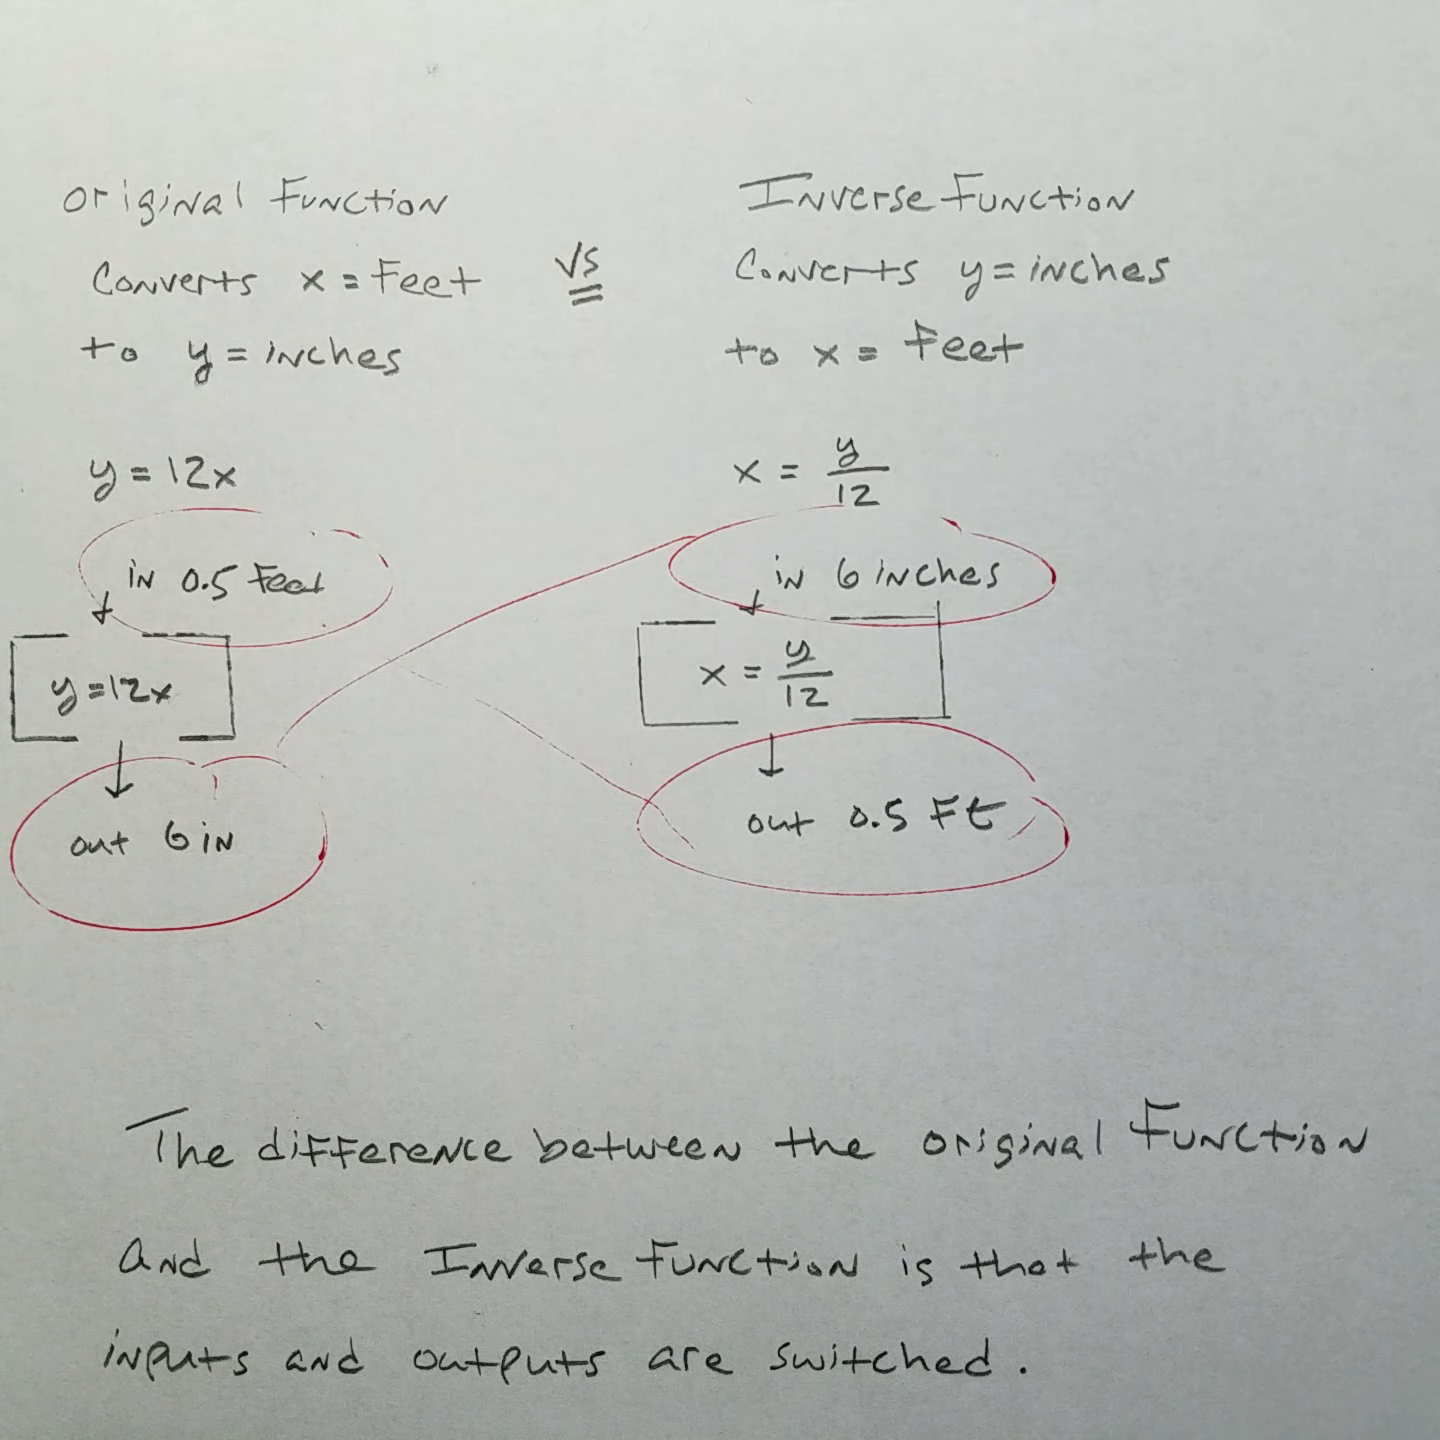 Original Function
Converts x = Feet
to y = inches
VS
Inverse Function
Converts y = inches
to x = Feet
y = 12x
in 0.5 Feet
y = 12x
out 6 in
x = y/12
in 6 inches
x = y/12
out 0.5 Ft
The difference between the original Function
and the Inverse Function is that the
inputs and outputs are switched.